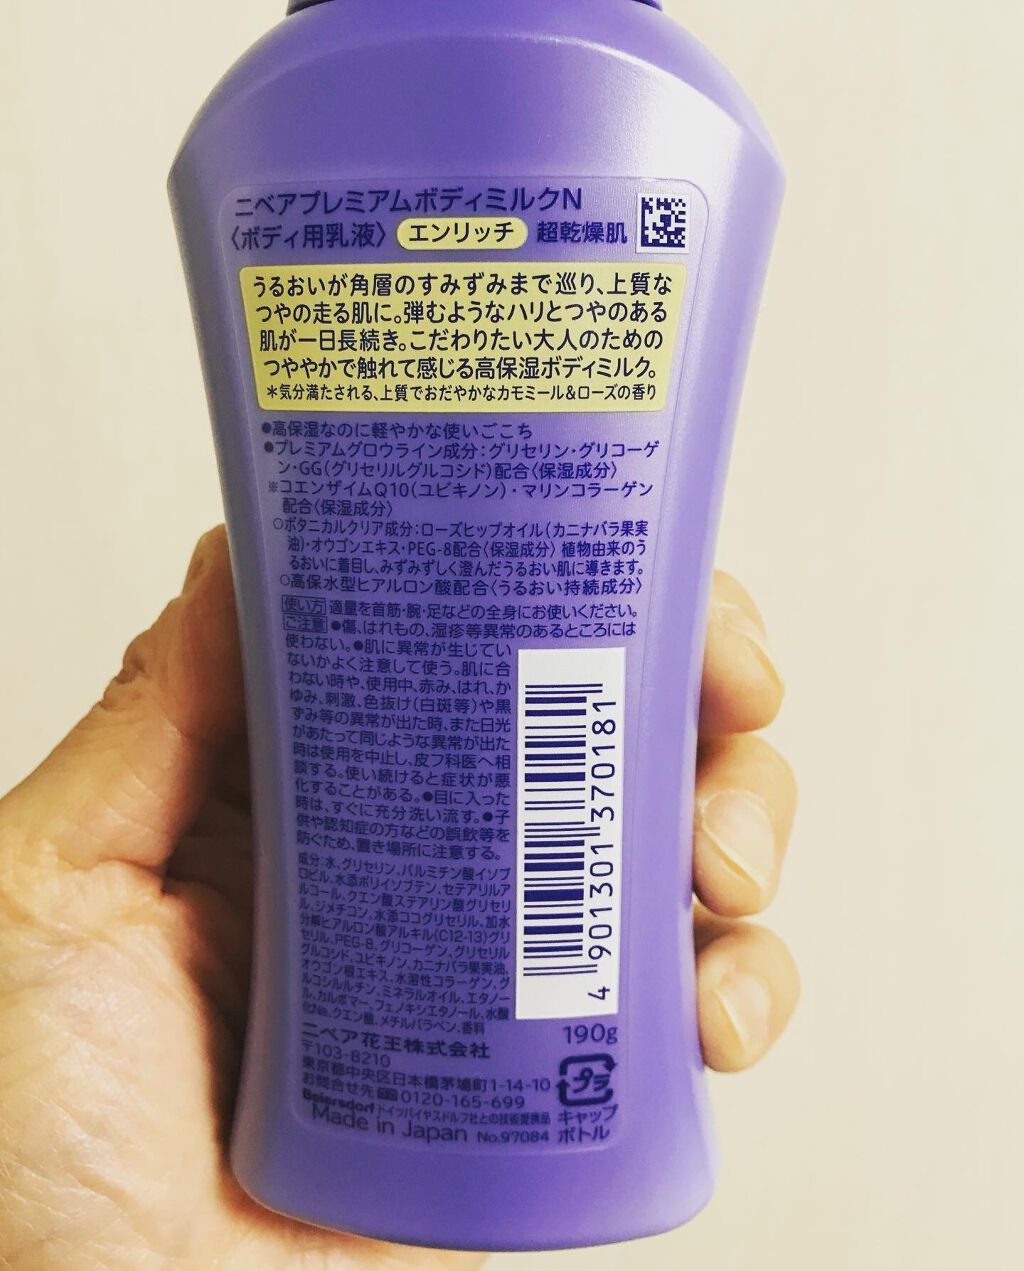 ニベアプレミアムボディミルクN
〈ボディ用乳液〉 エンリッチ 超乾燥肌
うるおいが角層のすみずみまで巡り、上質な
つやの走る肌に。弾むようなハリとつやのある
肌が一日長続き。こだわりたい大人のための
つややかで触れて感じる高保湿ボディミルク。
*気分満たされる、上質でおだやかなカモミール&ローズの香り
●高保湿なのに軽やかな使いごこち
●プレミアムグロウライン成分:グリセリン・グリコーゲ
ン・GG(グリセリルグルコシド)配合〈保湿成分〉
※コエンザイムQ10(ユビキノン)・マリンコラーゲン
配合〈保湿成分〉
○ボタニカルクリア成分:ローズヒップオイル(カニナバラ果実
油)・オウゴンエキス・PEG-8配合〈保湿成分〉 植物由来のう
るおいに着目し、みずみずしく澄んだうるおい肌に導きます。
○高保水型ヒアルロン酸配合〈うるおい持続成分〉
使い方 適量を首筋・腕・足などの全身にお使いください。
ご注意 ●傷、はれもの、湿疹等異常のあるところには
使わない。●肌に異常が生じてい
ないかよく注意して使う。肌に合
わない時や、使用中、赤み、はれ、か
ゆみ、刺激、色抜け(白斑等)や黒
ずみ等の異常が出た時、また日光
があたって同じような異常が出た
時は使用を中止し、皮フ科医へ相
談する。使い続けると症状が悪
化することがある。●目に入った
時は、すぐに充分洗い流す。●子
供や認知症の方などの誤飲等を
防ぐため、置き場所に注意する。
成分:水、グリセリン、パルミチン酸イソプ
ロピル、水添ポリイソブテン、セテアリルア
ルコール、クエン酸ステアリン酸グリセリ
ル、ジメチコン、水添ココグリセリル、加水
分解ヒアルロン酸アルキル(C12-13)グリ
セリル、PEG-8、グリコーゲン、グリセリル
グルコシド、ユビキノン、カニナバラ果実油、
オウゴン根エキス、水溶性コラーゲン、グ
ルコシルルチン、ミネラルオイル、エタノー
ル、カルボマー、フェノキシエタノール、水酸
化Na、クエン酸、メチルパラベン、香料
4 901301 370181
190g
ニベア花王株式会社
〒103-8210
東京都中央区日本橋茅場町1-14-10
お問合せ先 0120-165-699
Beiersdorf ドイツバイヤスドルフ社との技術提携品
Made in Japan No.97084
プラ
キャップ
ボトル